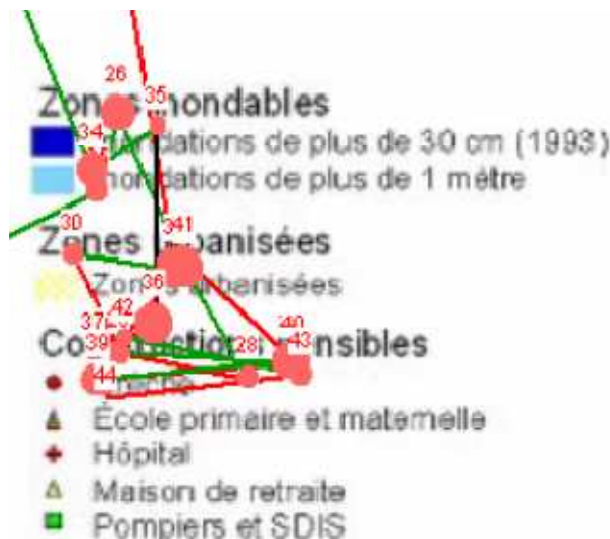 26
Zones inondables
35
34
Inondations de plus de 30 cm (1993)
Inondations de plus de 1 mètre
30
41
Zones urbanisées
36
Zones urbanisées
42
37
39
28
40
43
Constructions sensibles
44
Crèche
École primaire et maternelle
Hôpital
Maison de retraite
Pompiers et SDIS